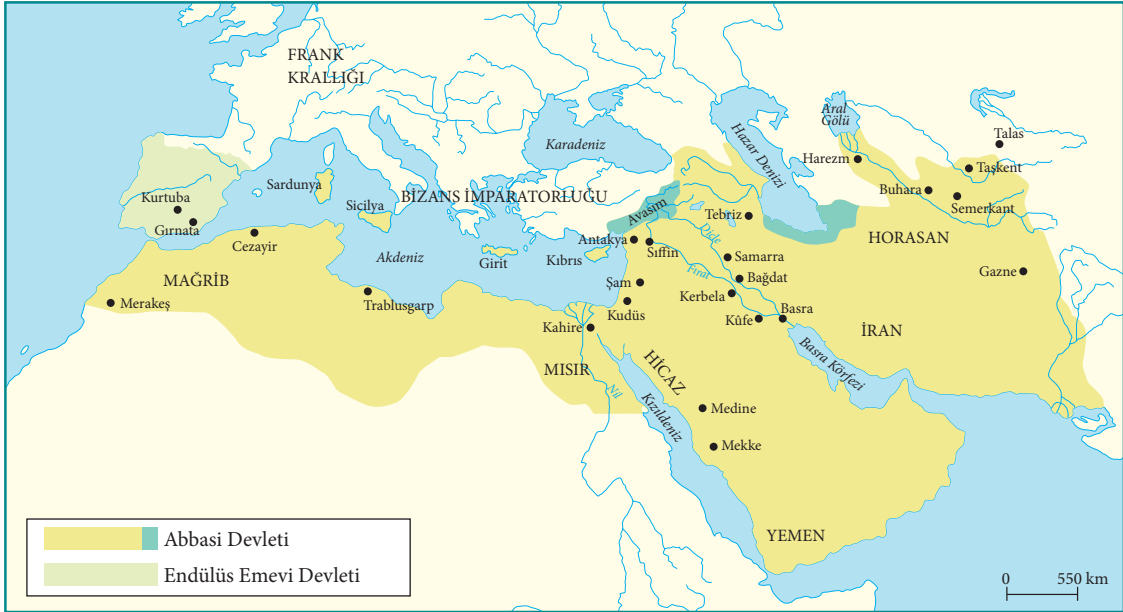 FRANK
KRALLIĞI
Aral
Gölü
Talas
Karadeniz
Hazar Denizi
Harezm
Taşkent
Kurtuba
Sardunya
Buhara
Semerkant
Sicilya
BİZANS İMPARATORLUĞU
Avasım
Tebriz
Gırnata
Cezayir
Antakya
Sıffin
Dicle
HORASAN
Akdeniz
Girit
Kıbrıs
Samarra
MAĞRİB
Fırat
Bağdat
Gazne
Şam
Kerbela
Merakeş
Trablusgarp
Kudüs
Basra
Kahire
Kûfe
İRAN
MISIR
HİCAZ
Basra Körfezi
Nil
Kızıldeniz
Medine
Mekke
YEMEN
Abbasi Devleti
Endülüs Emevi Devleti
0 550 km